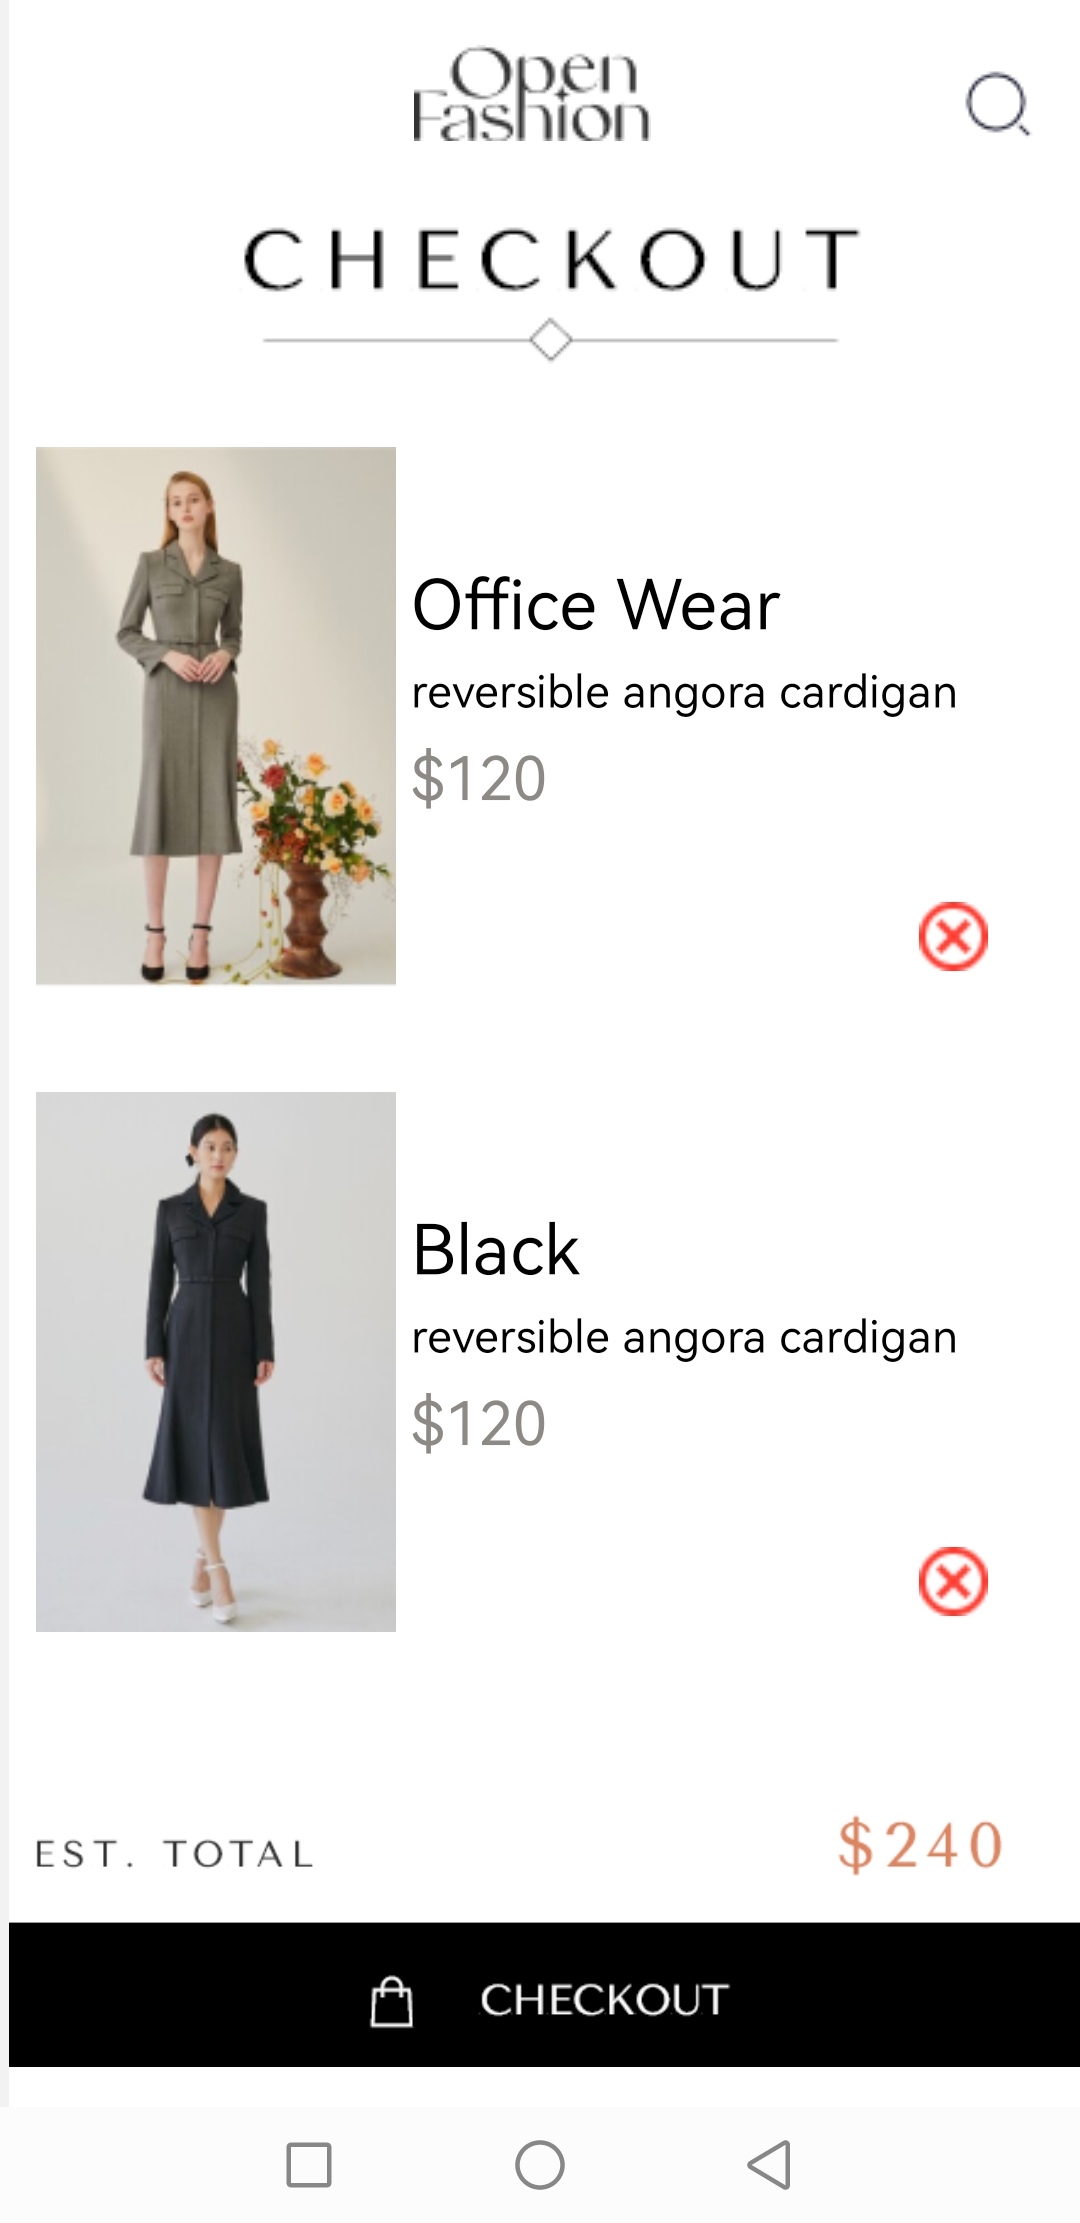 Open
Fashion
CHECKOUT
Office Wear
reversible angora cardigan
$120
Black
reversible angora cardigan
$120
EST. TOTAL
$240
CHECKOUT